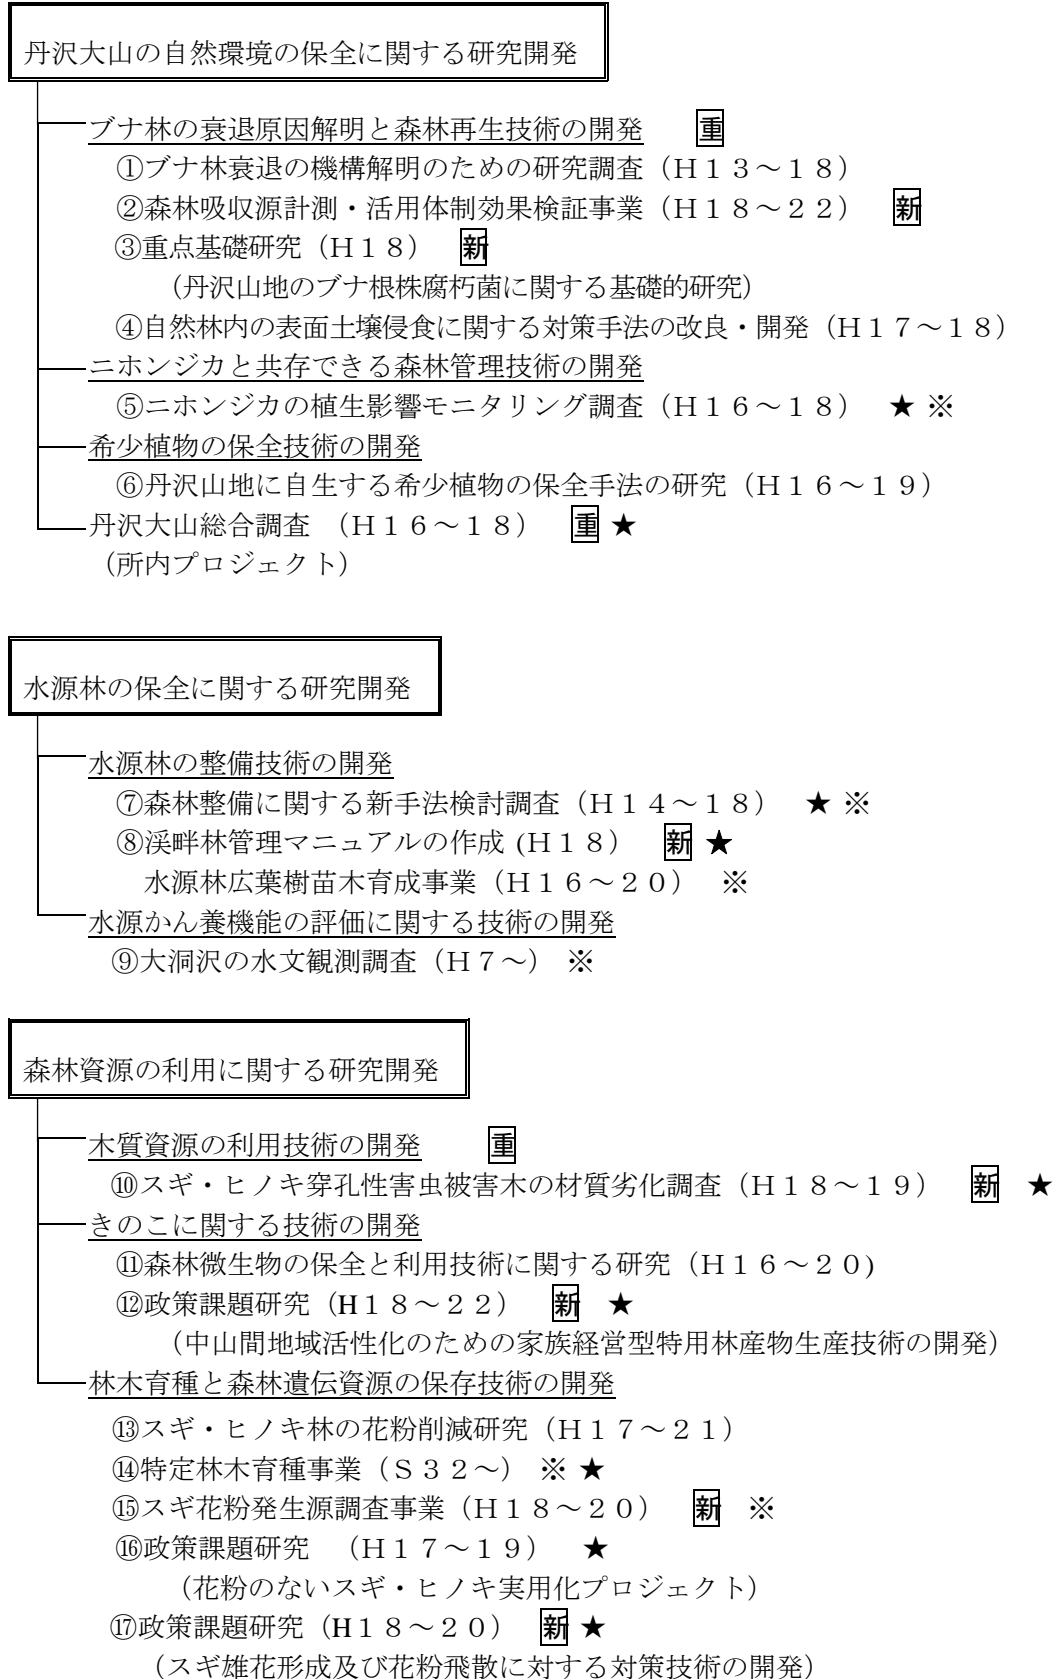 丹沢大山の自然環境の保全に関する研究開発
ブナ林の衰退原因解明と森林再生技術の開発　　重
①ブナ林衰退の機構解明のための研究調査（Ｈ１３～１８）
②森林吸収源計測・活用体制効果検証事業（Ｈ１８～２２）　新
③重点基礎研究（Ｈ１８）　新
（丹沢山地のブナ根株腐朽菌に関する基礎的研究）
④自然林内の表面土壌侵食に関する対策手法の改良・開発（Ｈ１７～１８）
ニホンジカと共存できる森林管理技術の開発
⑤ニホンジカの植生影響モニタリング調査（Ｈ１６～１８）　★ ※
希少植物の保全技術の開発
⑥丹沢山地に自生する希少植物の保全手法の研究（Ｈ１６～１９）
丹沢大山総合調査　（Ｈ１６～１８）　重 ★
（所内プロジェクト）
水源林の保全に関する研究開発
水源林の整備技術の開発
⑦森林整備に関する新手法検討調査（Ｈ１４～１８）　★ ※
⑧渓畔林管理マニュアルの作成 (Ｈ１８）　新 ★
水源林広葉樹苗木育成事業（Ｈ１６～２０）　※
水源かん養機能の評価に関する技術の開発
⑨大洞沢の水文観測調査（Ｈ７～）　※
森林資源の利用に関する研究開発
木質資源の利用技術の開発　　重
⑩スギ・ヒノキ穿孔性害虫被害木の材質劣化調査（Ｈ１８～１９）　新　★
きのこに関する技術の開発
⑪森林微生物の保全と利用技術に関する研究（Ｈ１６～２０)
⑫政策課題研究（H１８～２２）　新　★
（中山間地域活性化のための家族経営型特用林産物生産技術の開発）
林木育種と森林遺伝資源の保存技術の開発
⑬スギ・ヒノキ林の花粉削減研究（Ｈ１７～２１）
⑭特定林木育種事業（Ｓ３２～）　※ ★
⑮スギ花粉発生源調査事業（Ｈ１８～２０）　新　※
⑯政策課題研究　（Ｈ１７～１９）　★
（花粉のないスギ・ヒノキ実用化プロジェクト）
⑰政策課題研究（H１８～２０）　新 ★
（スギ雄花形成及び花粉飛散に対する対策技術の開発）